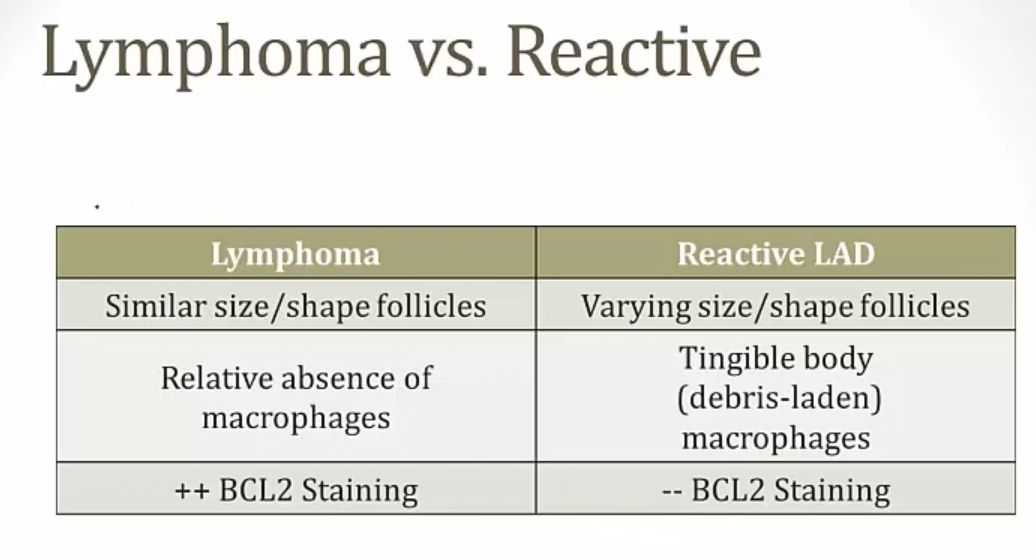 Lymphoma vs. Reactive
Lymphoma
Reactive LAD
Similar size/shape follicles
Varying size/shape follicles
Relative absence of
macrophages
Tingible body
(debris-laden)
macrophages
++ BCL2 Staining
-- BCL2 Staining